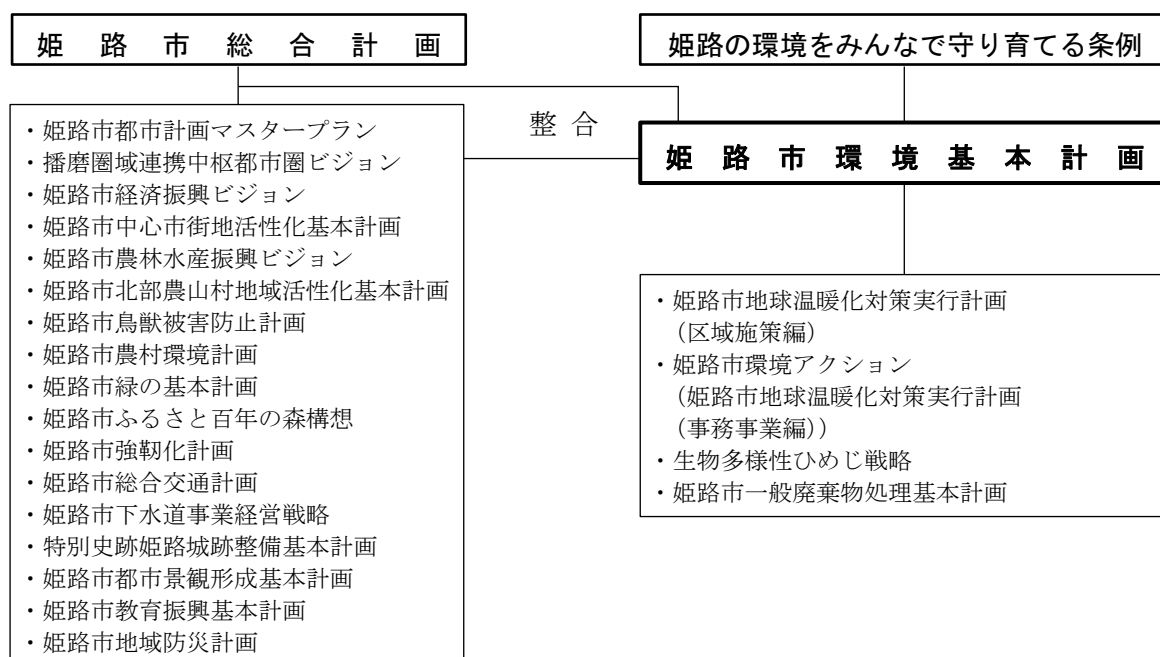 姫路市総合計画
・姫路市都市計画マスタープラン
・播磨圏域連携中枢都市圏ビジョン
・姫路市経済振興ビジョン
・姫路市中心市街地活性化基本計画
・姫路市農林水産振興ビジョン
・姫路市北部農山村地域活性化基本計画
・姫路市鳥獣被害防止計画
・姫路市農村環境計画
・姫路市緑の基本計画
・姫路市ふるさと百年の森構想
・姫路市強靭化計画
・姫路市総合交通計画
・姫路市下水道事業経営戦略
・特別史跡姫路城跡整備基本計画
・姫路市都市景観形成基本計画
・姫路市教育振興基本計画
・姫路市地域防災計画
整合
姫路の環境をみんなで守り育てる条例
姫路市環境基本計画
・姫路市地球温暖化対策実行計画
（区域施策編）
・姫路市環境アクション
（姫路市地球温暖化対策実行計画
（事務事業編））
・生物多様性ひめじ戦略
・姫路市一般廃棄物処理基本計画